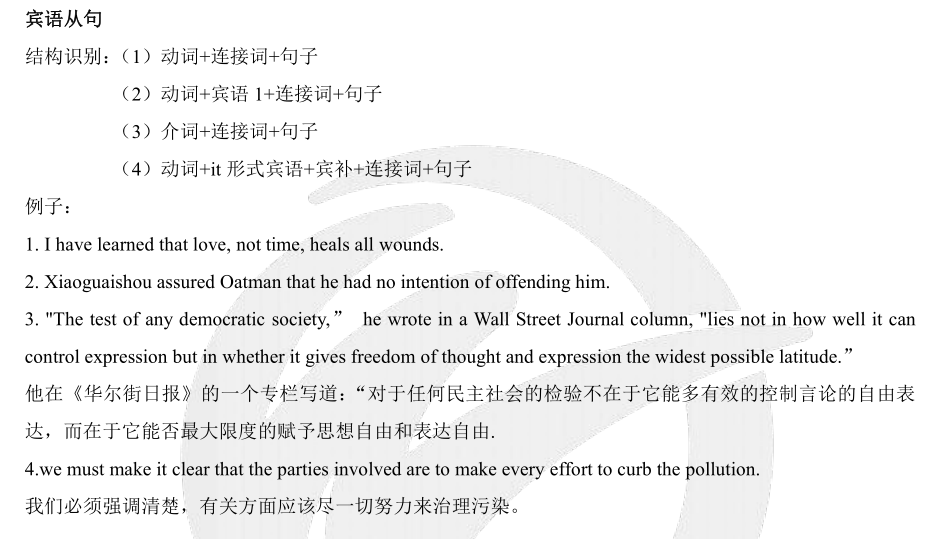 宾语从句
结构识别：（1）动词+连接词+句子
（2）动词+宾语 1+连接词+句子
（3）介词+连接词+句子
（4）动词+it 形式宾语+宾补+连接词+句子
例子：
1. I have learned that love, not time, heals all wounds.
2. Xiaoguaishou assured Oatman that he had no intention of offending him.
3. "The test of any democratic society,” he wrote in a Wall Street Journal column, "lies not in how well it can
control expression but in whether it gives freedom of thought and expression the widest possible latitude.”
他在《华尔街日报》的一个专栏写道：“对于任何民主社会的检验不在于它能多有效的控制言论的自由表
达，而在于它能否最大限度的赋予思想自由和表达自由.
4.we must make it clear that the parties involved are to make every effort to curb the pollution.
我们必须强调清楚，有关方面应该尽一切努力来治理污染。